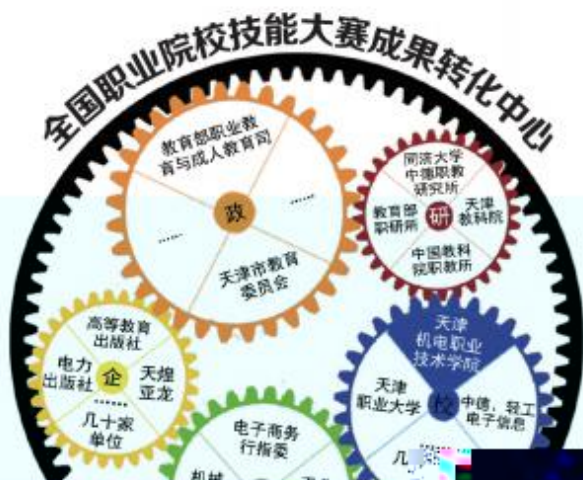 全国职业院校技能大赛成果转化中心
教育部职业教
育与成人教育司
政
……
……
天津市教育
委员会
同济大学
中德职教
研究所
教育部
职研所
研
天津
教科院
中国教科
院职教所
高等教育
出版社
电力
出版社
企
天煌
亚龙
……
几十家
单位
天津
机电职业
技术学院
天津
职业大学
校
中德、轻工
电子信息
几
电子商务
行指委
机械